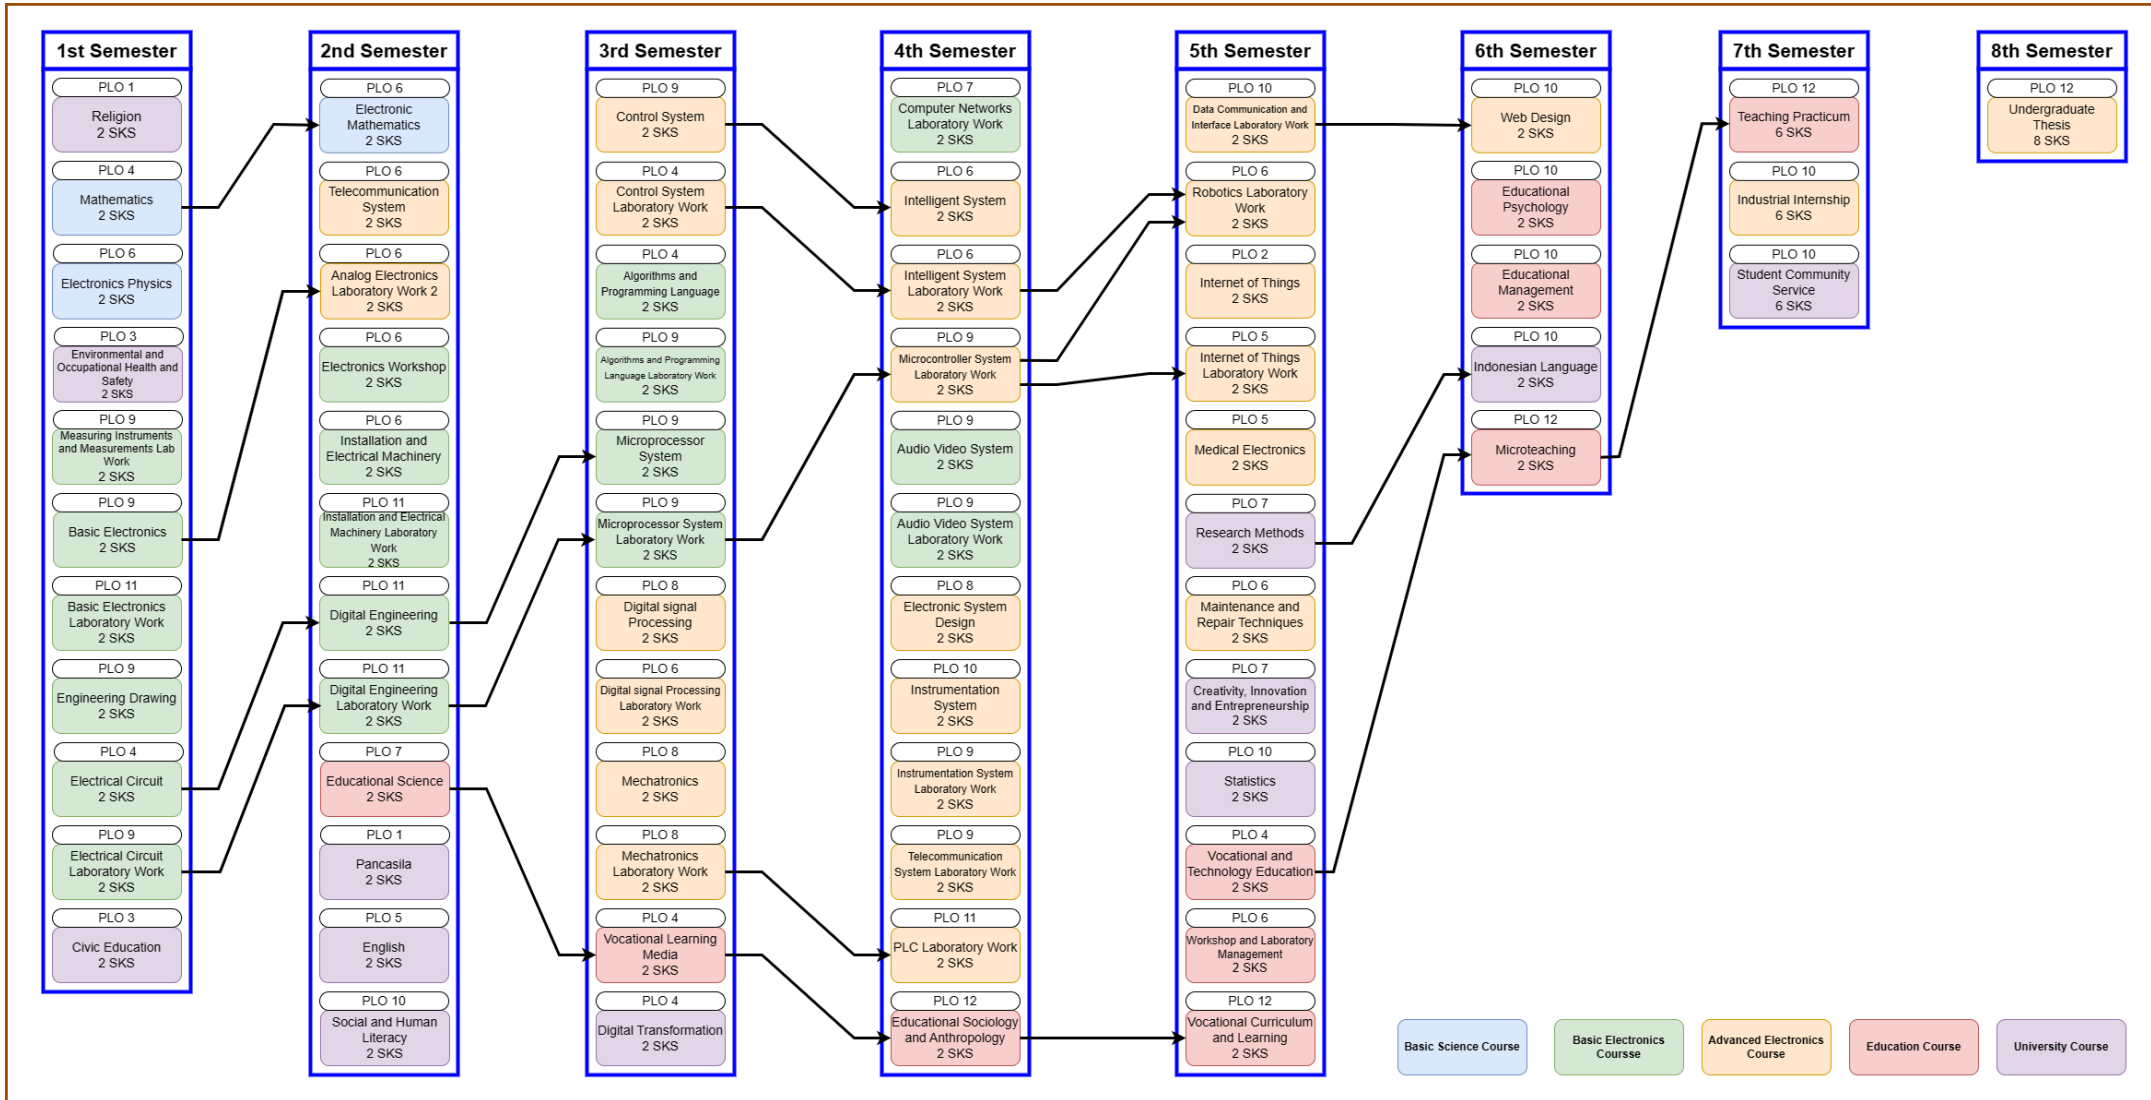 1st Semester
PLO 1
Religion
2 SKS
PLO 4
Mathematics
2 SKS
PLO 6
Electronics Physics
2 SKS
PLO 3
Environmental and
Occupational Health and
Safety
2 SKS
PLO 9
Measuring Instruments
and Measurements Lab
Work
2 SKS
PLO 9
Basic Electronics
2 SKS
PLO 11
Basic Electronics
Laboratory Work
2 SKS
PLO 9
Engineering Drawing
2 SKS
PLO 4
Electrical Circuit
2 SKS
PLO 9
Electrical Circuit
Laboratory Work
2 SKS
PLO 3
Civic Education
2 SKS
2nd Semester
PLO 6
Electronic
Mathematics
2 SKS
PLO 6
Telecommunication
System
2 SKS
PLO 6
Analog Electronics
Laboratory Work 2
2 SKS
PLO 6
Electronics Workshop
2 SKS
PLO 6
Installation and
Electrical Machinery
2 SKS
PLO 11
Installation and Electrical
Machinery Laboratory
Work
2 SKS
PLO 11
Digital Engineering
2 SKS
PLO 11
Digital Engineering
Laboratory Work
2 SKS
PLO 7
Educational Science
2 SKS
PLO 1
Pancasila
2 SKS
PLO 5
English
2 SKS
PLO 10
Social and Human
Literacy
2 SKS
3rd Semester
PLO 9
Control System
2 SKS
PLO 4
Control System
Laboratory Work
2 SKS
PLO 4
Algorithms and
Programming Language
2 SKS
PLO 9
Algorithms and Programming
Language Laboratory Work
2 SKS
PLO 9
Microprocessor
System
2 SKS
PLO 9
Microprocessor System
Laboratory Work
2 SKS
PLO 8
Digital signal
Processing
2 SKS
PLO 6
Digital signal Processing
Laboratory Work
2 SKS
PLO 8
Mechatronics
2 SKS
PLO 8
Mechatronics
Laboratory Work
2 SKS
PLO 4
Vocational Learning
Media
2 SKS
PLO 4
Digital Transformation
2 SKS
4th Semester
PLO 7
Computer Networks
Laboratory Work
2 SKS
PLO 6
Intelligent System
2 SKS
PLO 6
Intelligent System
Laboratory Work
2 SKS
PLO 9
Microcontroller System
Laboratory Work
2 SKS
PLO 9
Audio Video System
2 SKS
PLO 9
Audio Video System
Laboratory Work
2 SKS
PLO 8
Electronic System
Design
2 SKS
PLO 10
Instrumentation
System
2 SKS
PLO 9
Instrumentation System
Laboratory Work
2 SKS
PLO 9
Telecommunication
System Laboratory Work
2 SKS
PLO 11
PLC Laboratory Work
2 SKS
PLO 12
Educational Sociology
and Anthropology
2 SKS
5th Semester
PLO 10
Data Communication and
Interface Laboratory Work
2 SKS
PLO 6
Robotics Laboratory
Work
2 SKS
PLO 2
Internet of Things
2 SKS
PLO 5
Internet of Things
Laboratory Work
2 SKS
PLO 5
Medical Electronics
2 SKS
PLO 7
Research Methods
2 SKS
PLO 6
Maintenance and
Repair Techniques
2 SKS
PLO 7
Creativity, Innovation
and Entrepreneurship
2 SKS
PLO 10
Statistics
2 SKS
PLO 4
Vocational and
Technology Education
2 SKS
PLO 6
Workshop and Laboratory
Management
2 SKS
PLO 12
Vocational Curriculum
and Learning
2 SKS
6th Semester
PLO 10
Web Design
2 SKS
PLO 10
Educational
Psychology
2 SKS
PLO 10
Educational
Management
2 SKS
PLO 10
Indonesian Language
2 SKS
PLO 12
Microteaching
2 SKS
7th Semester
PLO 12
Teaching Practicum
6 SKS
PLO 10
Industrial Internship
6 SKS
PLO 10
Student Community
Service
6 SKS
8th Semester
PLO 12
Undergraduate
Thesis
8 SKS
Basic Science Course
Basic Electronics
Coursse
Advanced Electronics
Course
Education Course
University Course